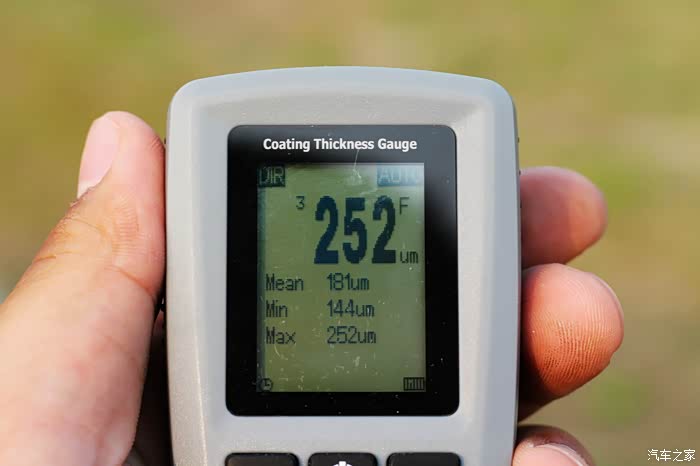 Coating Thickness Gauge
DIR AUTO
3 252 F um
Mean 181um
Min 144um
Max 252um
汽车之家